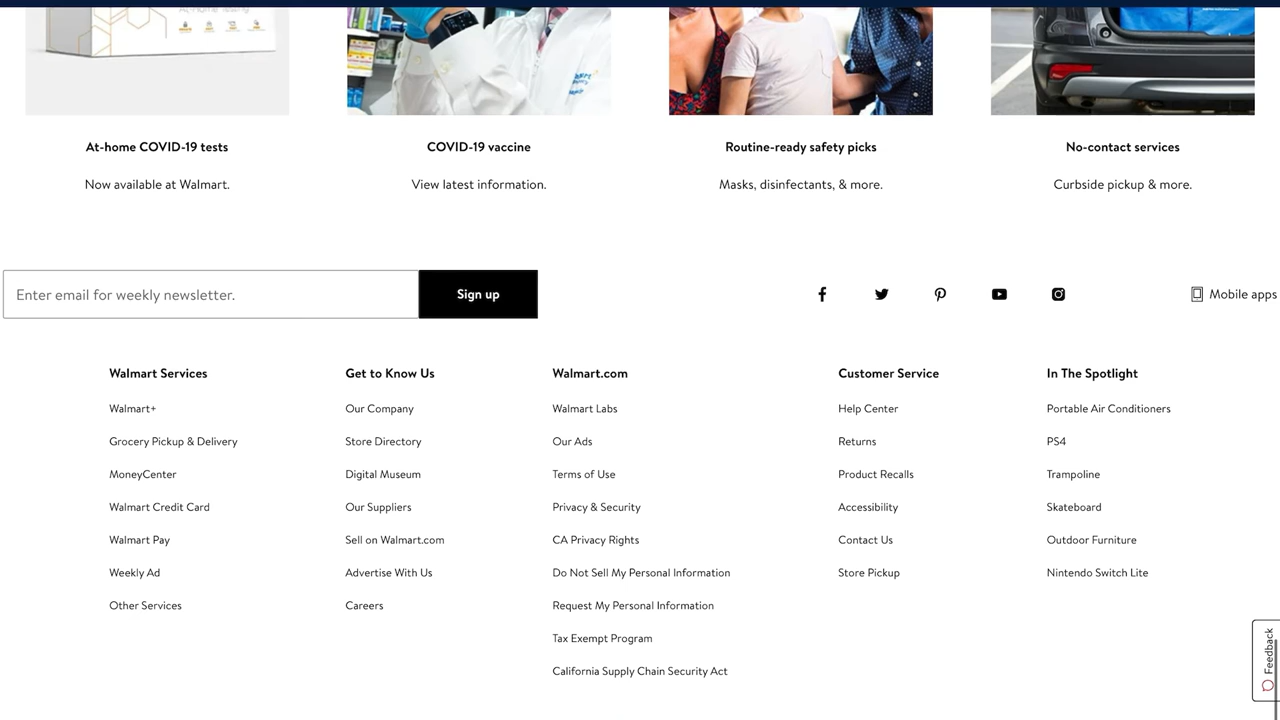 At-Home Testing
At-home COVID-19 tests
COVID-19 vaccine
Routine-ready safety picks
No-contact services
Now available at Walmart.
View latest information.
Masks, disinfectants, & more.
Curbside pickup & more.
Enter email for weekly newsletter.
Sign up
Mobile apps
Walmart Services
Walmart+
Grocery Pickup & Delivery
MoneyCenter
Walmart Credit Card
Walmart Pay
Weekly Ad
Other Services
Get to Know Us
Our Company
Store Directory
Digital Museum
Our Suppliers
Sell on Walmart.com
Advertise With Us
Careers
Walmart.com
Walmart Labs
Our Ads
Terms of Use
Privacy & Security
CA Privacy Rights
Do Not Sell My Personal Information
Request My Personal Information
Tax Exempt Program
California Supply Chain Security Act
Customer Service
Help Center
Returns
Product Recalls
Accessibility
Contact Us
Store Pickup
In The Spotlight
Portable Air Conditioners
PS4
Trampoline
Skateboard
Outdoor Furniture
Nintendo Switch Lite
Feedback